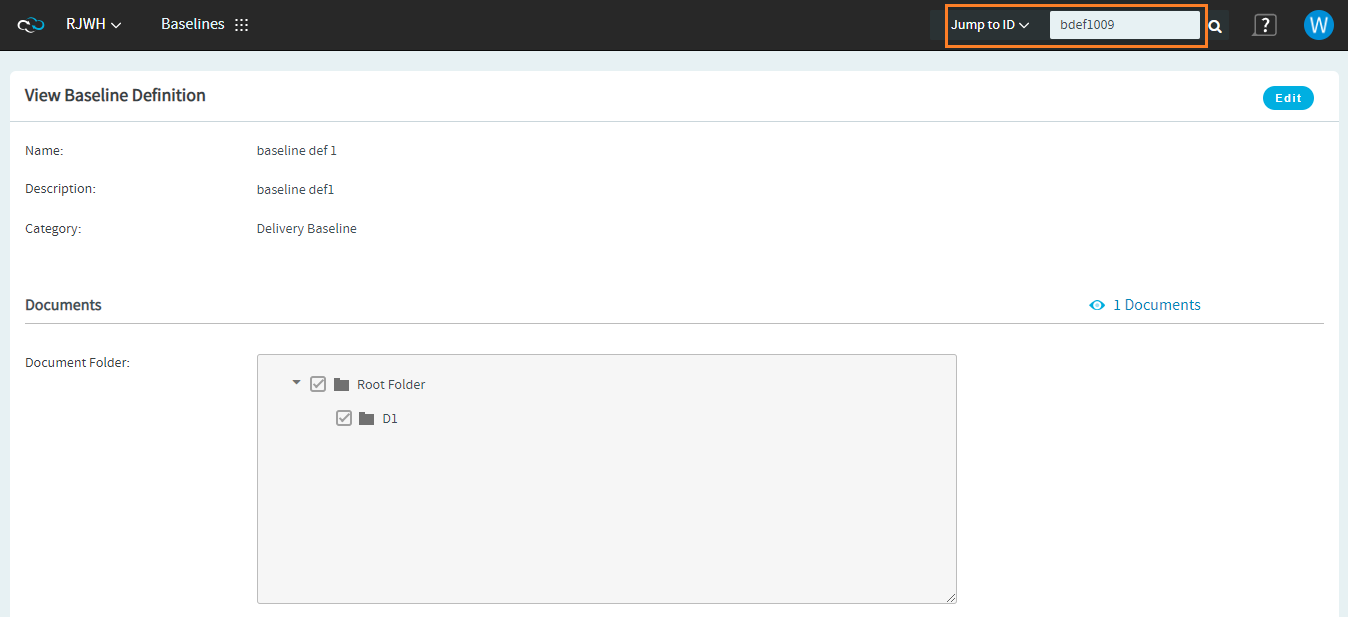 RJWH Baselines Jump to ID bdef1009 ? W
View Baseline Definition Edit
Name: baseline def 1
Description: baseline def1
Category: Delivery Baseline
Documents 1 Documents
Document Folder: Root Folder
D1